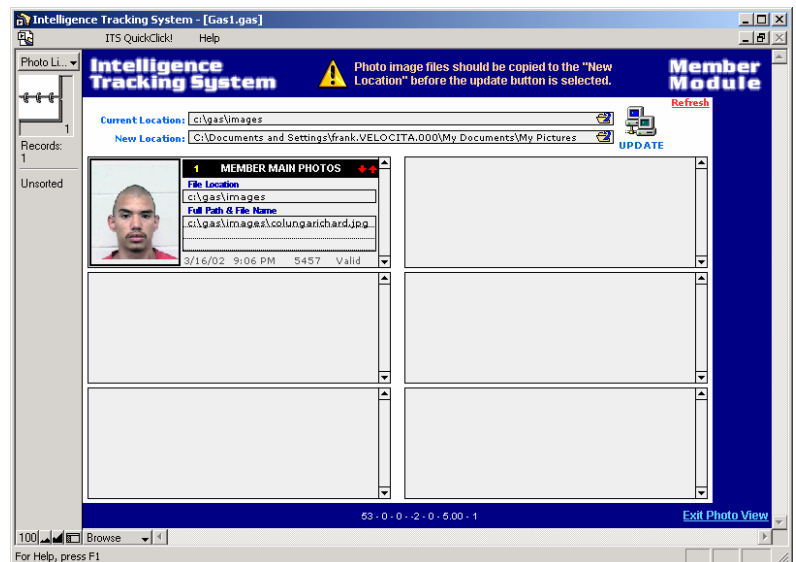 Intelligence Tracking System - [Gas1.gas]
ITS QuickClick! Help
Photo Li...
1
Records:
1
Unsorted
Intelligence
Tracking System
Photo image files should be copied to the "New
Location" before the update button is selected.
Member
Module
Refresh
Current Location: c:\gas\images
New Location: C:\Documents and Settings\frank.VELOCITA.000\My Documents\My Pictures
UPDATE
1 MEMBER MAIN PHOTOS
File Location
c:\gas\images
Full Path & File Name
c:\gas\images\colungarichard.jpg
3/16/02 9:06 PM 5457 Valid
53 - 0 - 0 - -2 - 0 - 5.00 - 1
Exit Photo View
100 Browse
For Help, press F1